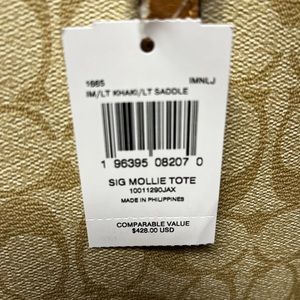 1665 IMNLJ
IM/LT KHAKI/LT SADDLE
1 96395 08207 0
SIG MOLLIE TOTE
10011290JAX
MADE IN PHILIPPINES
COMPARABLE VALUE
$428.00 USD